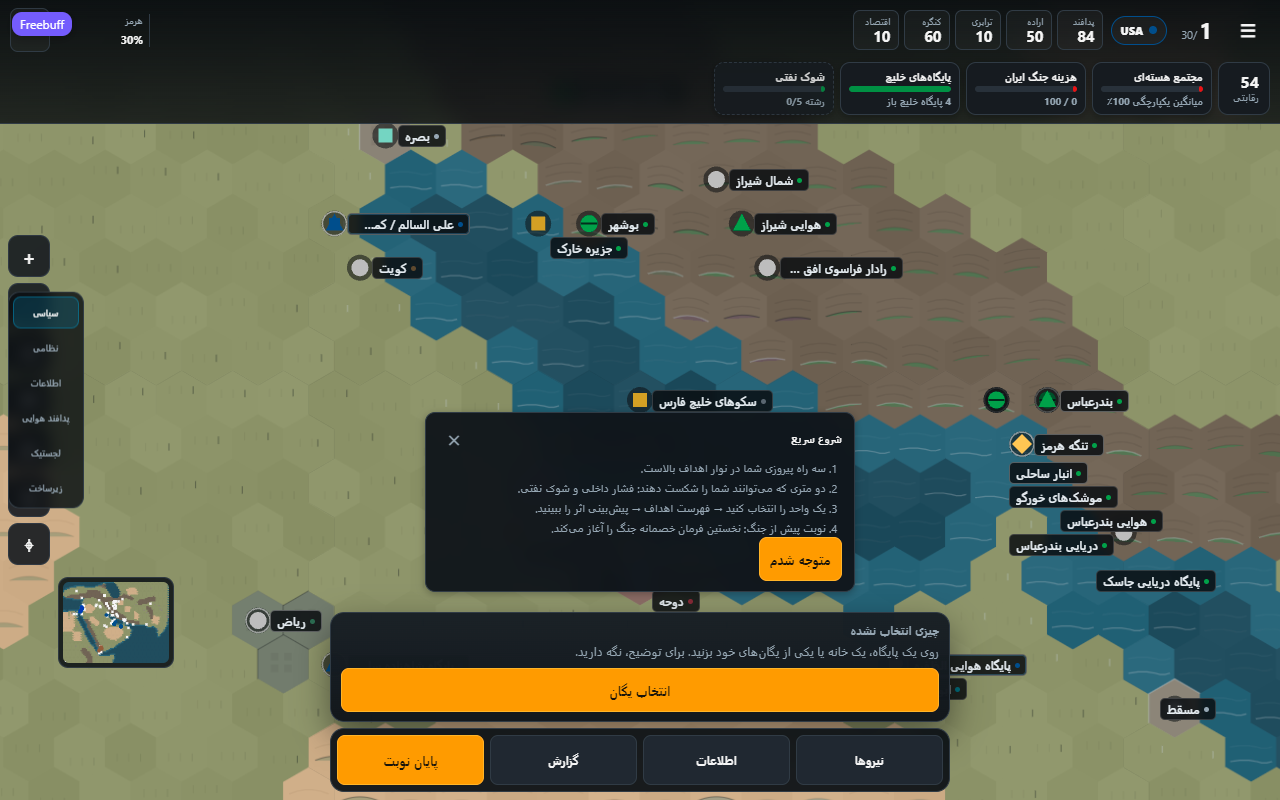 Freebuff
هرمز
30%
اقتصاد
10
کنگره
60
ترابری
10
اراده
50
پدافند
84
USA
1
/30
شوک نفتی
رشته 0/5
پایگاه‌های خلیج
4 پایگاه خلیج باز
هزینه جنگ ایران
0 / 100
مجتمع هسته‌ای
میانگین یکپارچگی 100٪
54
رقابتی
بصره
شمال شیراز
علی السالم / کمـ...
بوشهر
هوایی شیراز
جزیره خارک
کویت
رادار فراسوی افق ...
+
سیاسی
نظامی
اطلاعات
پدافند هوایی
لجستیک
زیرساخت
سکوهای خلیج فارس
بندرعباس
تنگه هرمز
انبار ساحلی
موشک‌های خورگو
هوایی بندرعباس
دریایی بندرعباس
پایگاه دریایی جاسک
شروع سریع
1. سه راه پیروزی شما در نوار اهداف بالاست.
2. دو متری که می‌توانند شما را شکست دهند: فشار داخلی و شوک نفتی.
3. یک واحد را انتخاب کنید → فهرست اهداف → پیش‌بینی اثر را ببینید.
4. نوبت پیش از جنگ: نخستین فرمان خصمانه جنگ را آغاز می‌کند.
متوجه شدم
دوحه
ریاض
پایگاه هوایی
مسقط
چیزی انتخاب نشده
روی یک پایگاه، یک خانه یا یکی از یگان‌های خود بزنید. برای توضیح، نگه دارید.
انتخاب یگان
نیروها
اطلاعات
گزارش
پایان نوبت